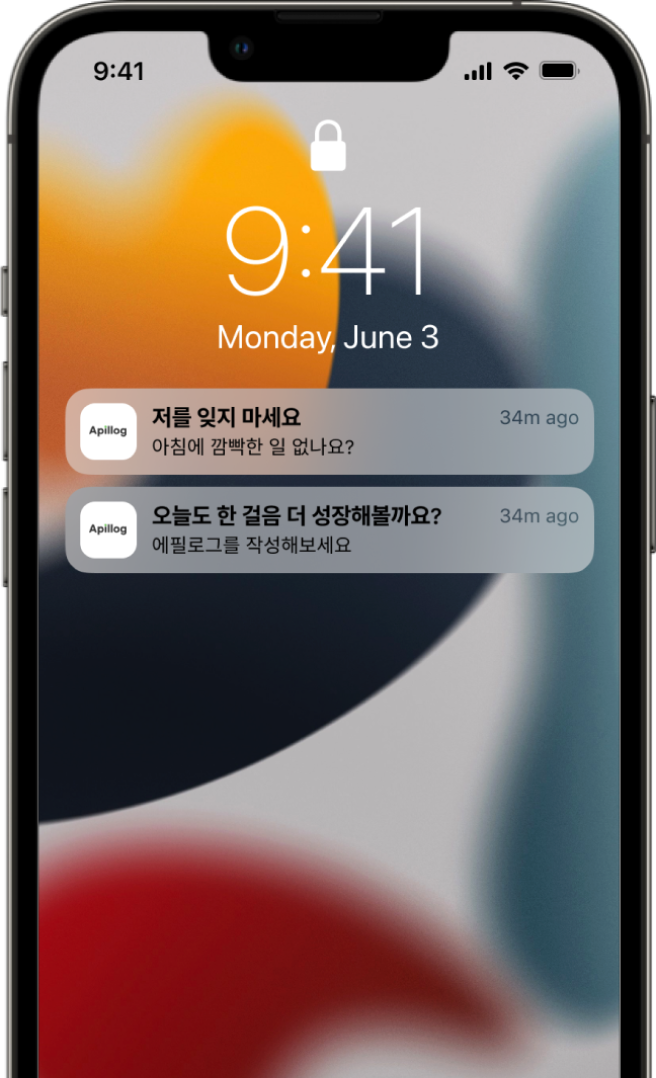 9:41
9:41
Monday, June 3
Apillog
저를 잊지 마세요
34m ago
아침에 깜빡한 일 없나요?
Apillog
오늘도 한 걸음 더 성장해볼까요?
34m ago
에필로그를 작성해보세요